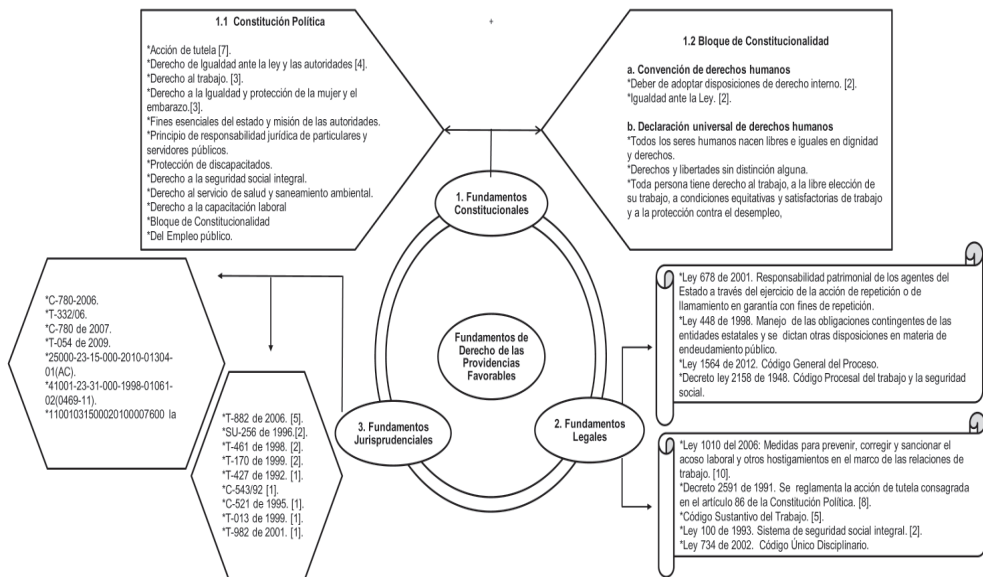 1.1 Constitución Política
*Acción de tutela [7].
*Derecho de Igualdad ante la ley y las autoridades [4].
*Derecho al trabajo. [3].
*Derecho a la Igualdad y protección de la mujer y el
embarazo.[3].
*Fines esenciales del estado y misión de las autoridades.
*Principio de responsabilidad jurídica de particulares y
servidores públicos.
*Protección de discapacitados.
*Derecho a la seguridad social integral.
*Derecho al servicio de salud y saneamiento ambiental.
*Derecho a la capacitación laboral
*Bloque de Constitucionalidad
*Del Empleo público.
+
1.2 Bloque de Constitucionalidad
a. Convención de derechos humanos
*Deber de adoptar disposiciones de derecho interno. [2].
*Igualdad ante la Ley. [2].
b. Declaración universal de derechos humanos
*Todos los seres humanos nacen libres e iguales en dignidad
y derechos.
*Derechos y libertades sin distinción alguna.
*Toda persona tiene derecho al trabajo, a la libre elección de
su trabajo, a condiciones equitativas y satisfactorias de trabajo
y a la protección contra el desempleo,
1. Fundamentos
Constitucionales
Fundamentos de
Derecho de las
Providencias
Favorables
2. Fundamentos
Legales
*Ley 678 de 2001. Responsabilidad patrimonial de los agentes del
Estado a través del ejercicio de la acción de repetición o de
llamamiento en garantía con fines de repetición.
*Ley 448 de 1998. Manejo de las obligaciones contingentes de las
entidades estatales y se dictan otras disposiciones en materia de
endeudamiento público.
*Ley 1564 de 2012. Código General del Proceso.
*Decreto ley 2158 de 1948. Código Procesal del trabajo y la seguridad
social.
*Ley 1010 del 2006: Medidas para prevenir, corregir y sancionar el
acoso laboral y otros hostigamientos en el marco de las relaciones de
trabajo. [10].
*Decreto 2591 de 1991. Se reglamenta la acción de tutela consagrada
en el artículo 86 de la Constitución Política. [8].
*Código Sustantivo del Trabajo. [5].
*Ley 100 de 1993. Sistema de seguridad social integral. [2].
*Ley 734 de 2002. Código Único Disciplinario.
3. Fundamentos
Jurisprudenciales
*C-780-2006.
*T-332/06.
*C-780 de 2007.
*T-054 de 2009.
*25000-23-15-000-2010-01304-
01(AC).
*41001-23-31-000-1998-01061-
02(0469-11).
*11001031500020100007600 la
*T-882 de 2006. [5].
*SU-256 de 1996.[2].
*T-461 de 1998. [2].
*T-170 de 1999. [2].
*T-427 de 1992. [1].
*C-543/92 [1].
*C-521 de 1995. [1].
*T-013 de 1999. [1].
*T-982 de 2001. [1].